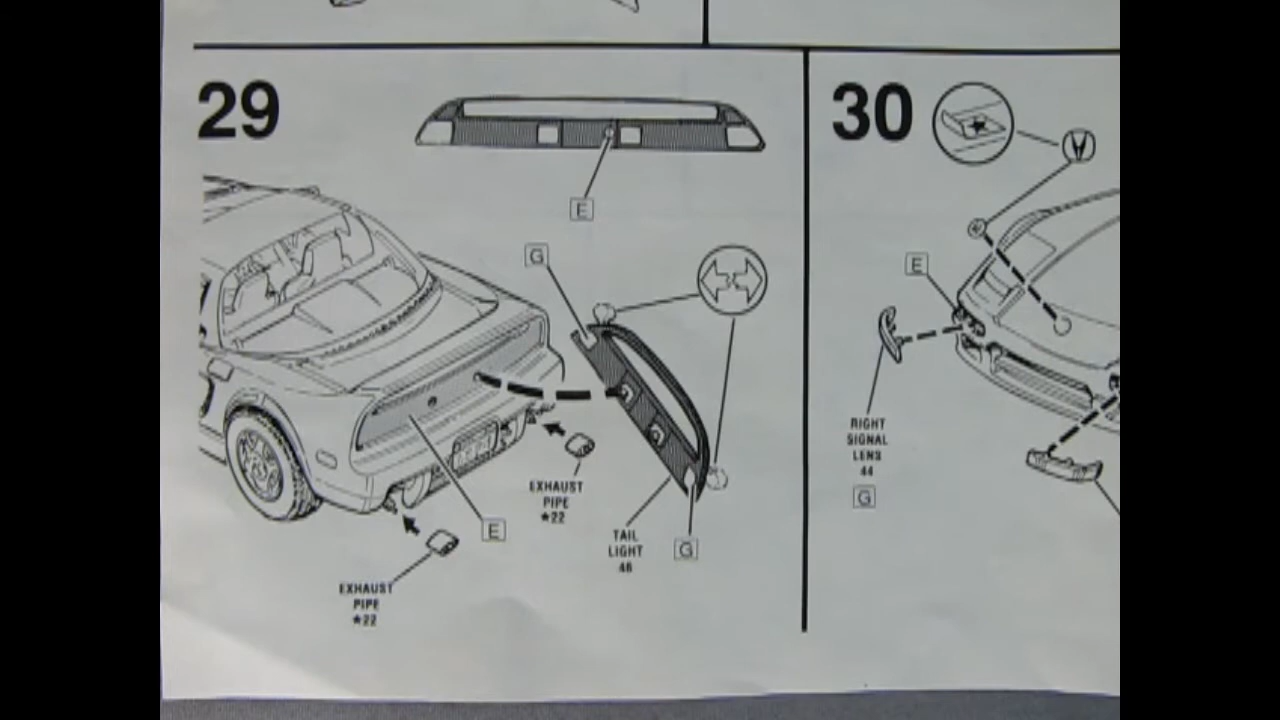 29
30
E
G
E
RIGHT
SIGNAL
LENS
44
G
EXHAUST
PIPE
★22
E
TAIL
LIGHT
46
G
EXHAUST
PIPE
★22